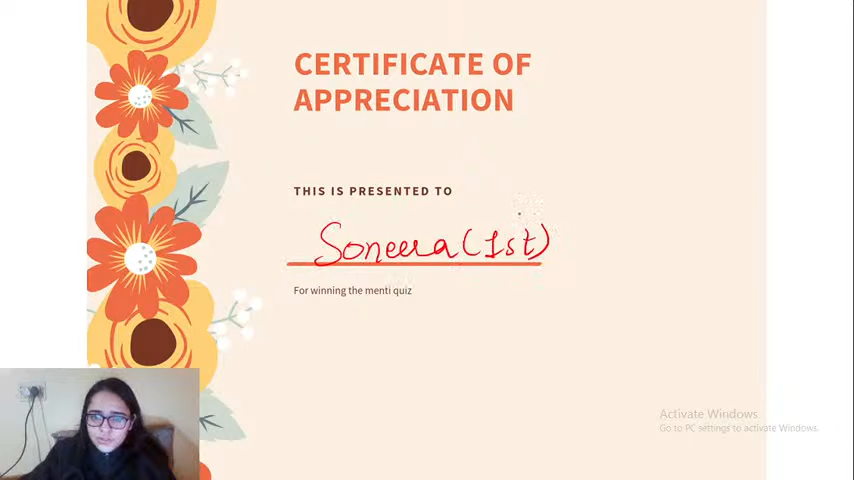 CERTIFICATE OF
APPRECIATION
THIS IS PRESENTED TO
Soneera (1st)
For winning the menti quiz
Activate Windows
Go to PC settings to activate Windows.